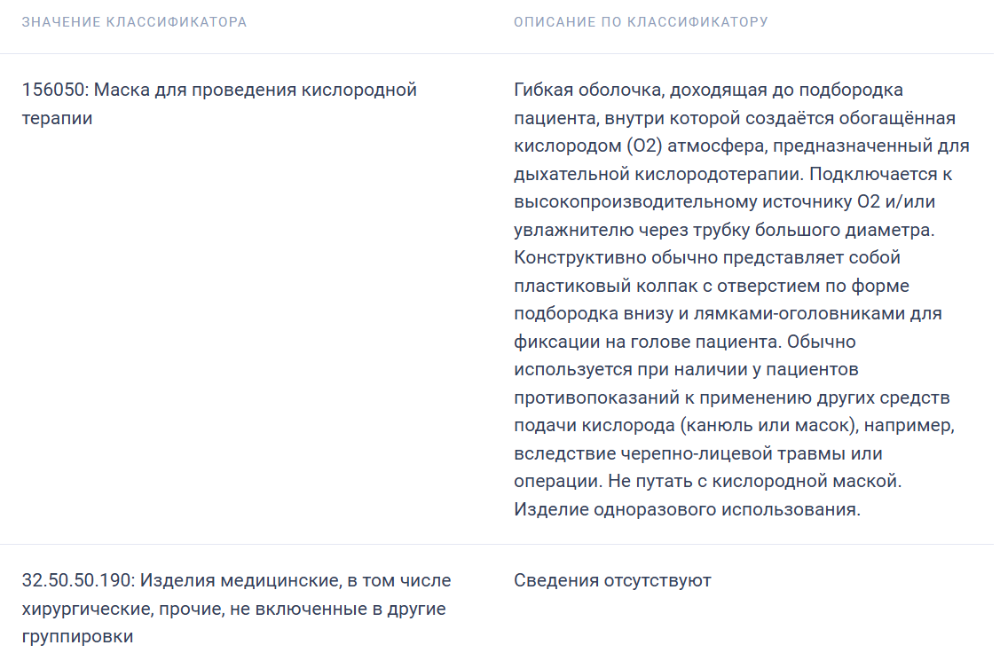 ЗНАЧЕНИЕ КЛАССИФИКАТОРА
ОПИСАНИЕ ПО КЛАССИФИКАТОРУ
156050: Маска для проведения кислородной
терапии
Гибкая оболочка, доходящая до подбородка
пациента, внутри которой создаётся обогащённая
кислородом (О2) атмосфера, предназначенный для
дыхательной кислородотерапии. Подключается к
высокопроизводительному источнику О2 и/или
увлажнителю через трубку большого диаметра.
Конструктивно обычно представляет собой
пластиковый колпак с отверстием по форме
подбородка внизу и лямками-оголовниками для
фиксации на голове пациента. Обычно
используется при наличии у пациентов
противопоказаний к применению других средств
подачи кислорода (канюль или масок), например,
вследствие черепно-лицевой травмы или
операции. Не путать с кислородной маской.
Изделие одноразового использования.
32.50.50.190: Изделия медицинские, в том числе
хирургические, прочие, не включенные в другие
группировки
Сведения отсутствуют